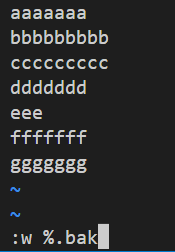 aaaaaaa
bbbbbbbbb
ccccccccc
ddddddd
eee
fffffff
ggggggg
~
~
:w %.bak